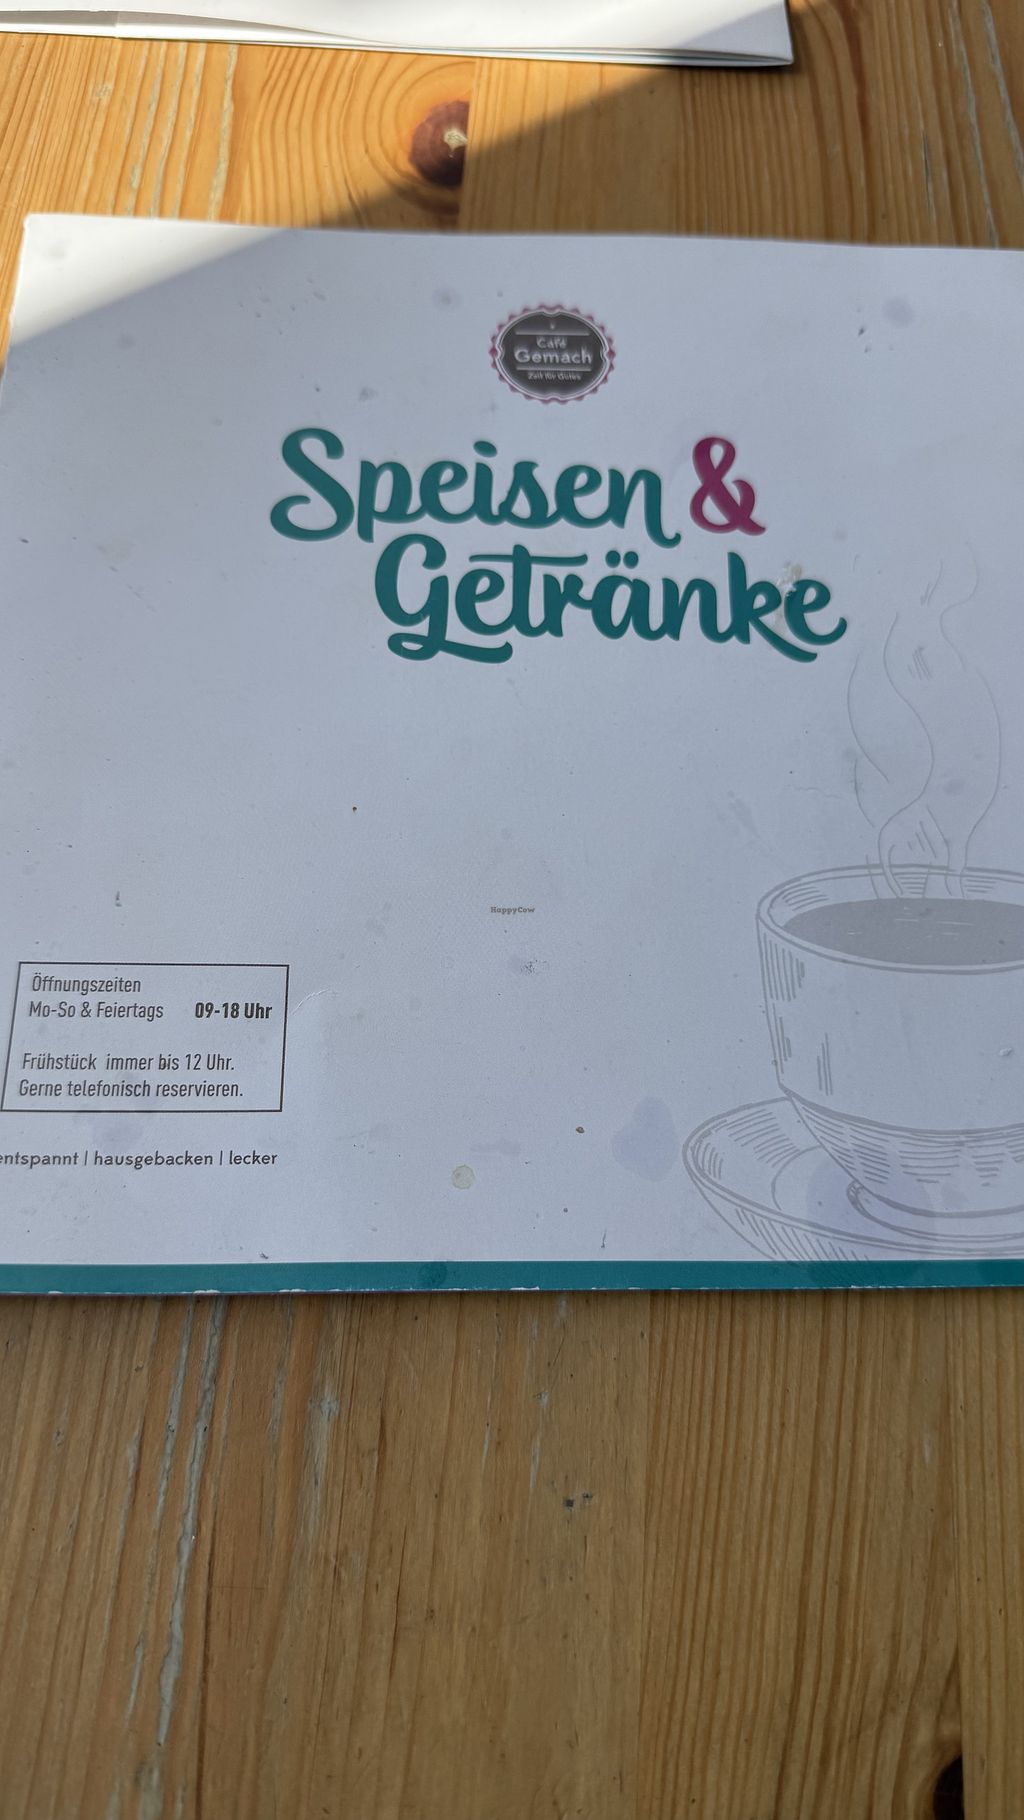 Café
Gemach
Zeit für Gutes
Speisen &
Getränke
HappyCow
Öffnungszeiten
Mo-So & Feiertags 09-18 Uhr
Frühstück immer bis 12 Uhr.
Gerne telefonisch reservieren.
entspannt | hausgebacken | lecker